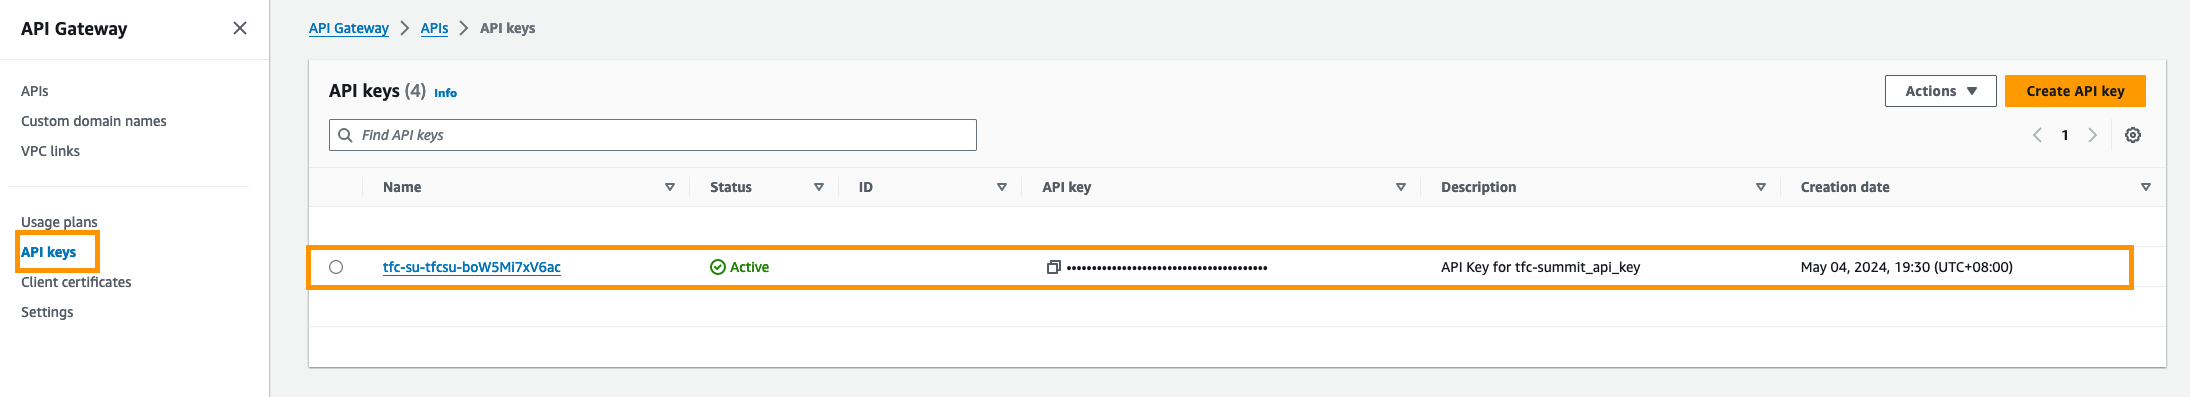 API Gateway
APIs
Custom domain names
VPC links
Usage plans
API keys
Client certificates
Settings
API Gateway > APIs > API keys
API keys (4) Info
Actions
Create API key
Find API keys
1
Name Status ID API key Description Creation date
tfc-su-tfcsu-boW5Mi7xV6ac Active •••••••••••••••••••••••••••••••••••••••• API Key for tfc-summit_api_key May 04, 2024, 19:30 (UTC+08:00)